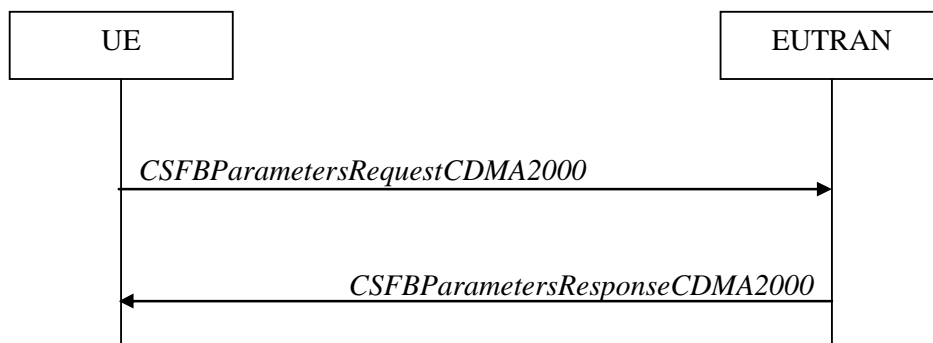 UE
EUTRAN
CSFBParametersRequestCDMA2000
CSFBParametersResponseCDMA2000